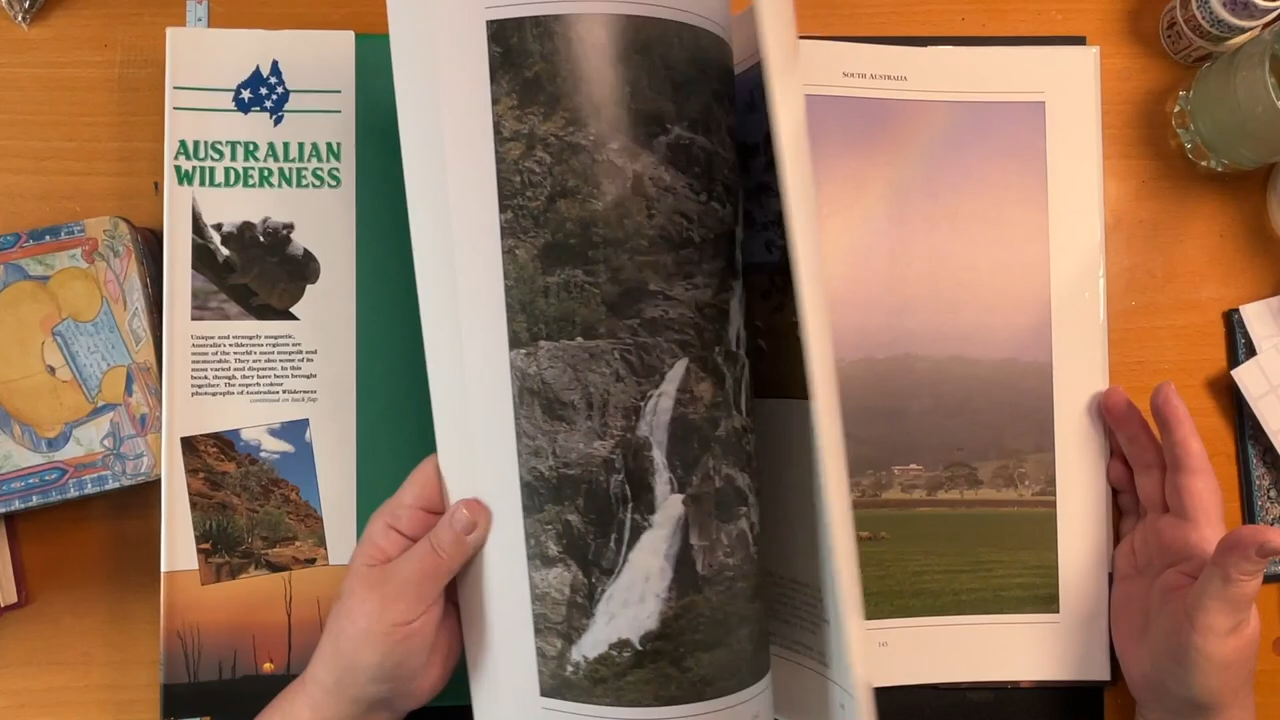 AUSTRALIAN
WILDERNESS
Unique and strangely magnetic,
Australia's wilderness regions are
some of the world's most unspoilt and
memorable. They are also some of its
most varied and disparate. In this
book, though, they have been brought
together. The superb colour
photographs of Australian Wilderness
continued on back flap
SOUTH AUSTRALIA
145